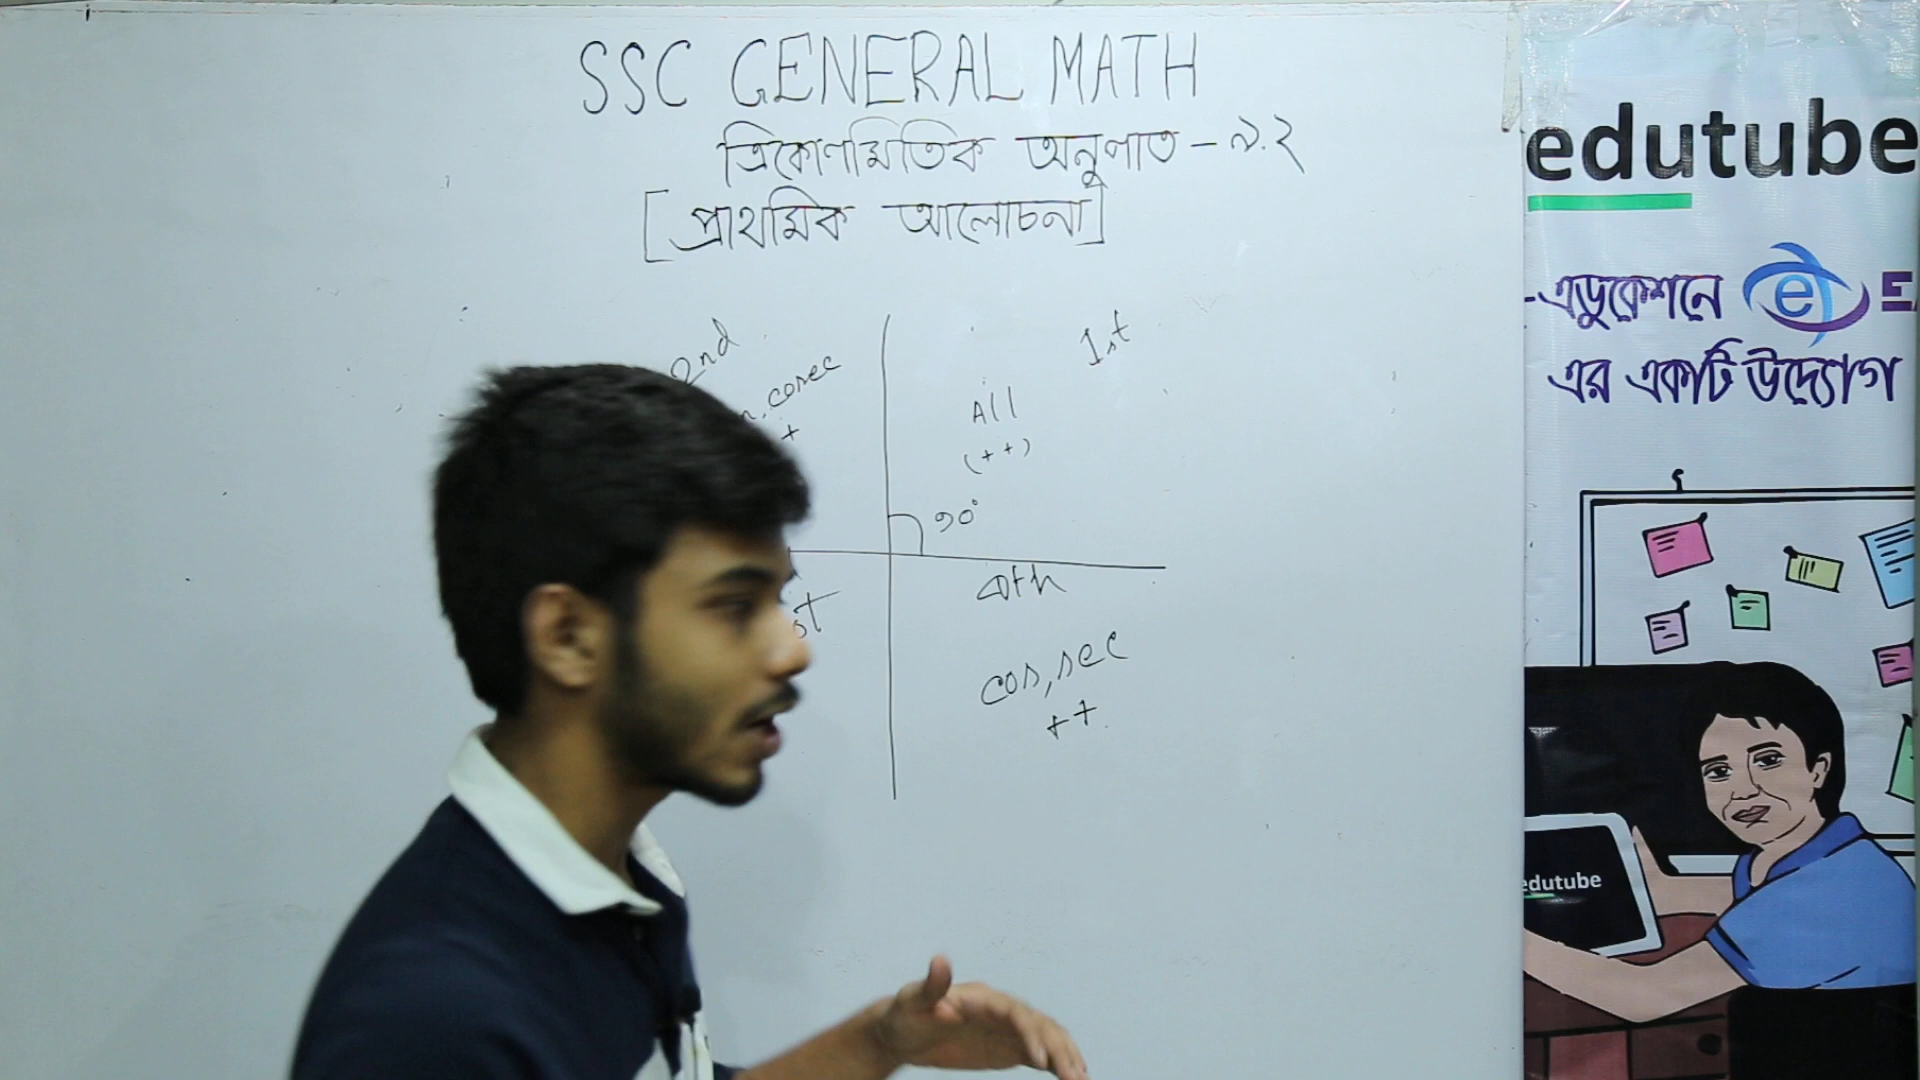 SSC GENERAL MATH
ত্রিকোণমিতিক অনুপাত - ৯.২
[প্রাথমিক আলোচনা]
2nd
cosec
+
1st
All
(++)
90°
4th
cos, sec
++
edutube
-এডুকেশনে e
এর একটি উদ্যোগ
edutube